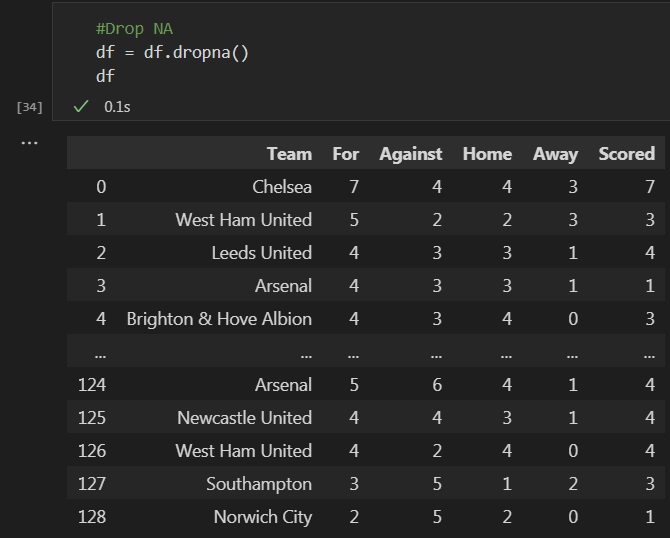 #Drop NA
df = df.dropna()
df
[34] ✓ 0.1s
...
Team For Against Home Away Scored
0 Chelsea 7 4 4 3 7
1 West Ham United 5 2 2 3 3
2 Leeds United 4 3 3 1 4
3 Arsenal 4 3 3 1 1
4 Brighton & Hove Albion 4 3 4 0 3
... ... ... ... ... ... ...
124 Arsenal 5 6 4 1 4
125 Newcastle United 4 4 3 1 4
126 West Ham United 4 2 4 0 4
127 Southampton 3 5 1 2 3
128 Norwich City 2 5 2 0 1